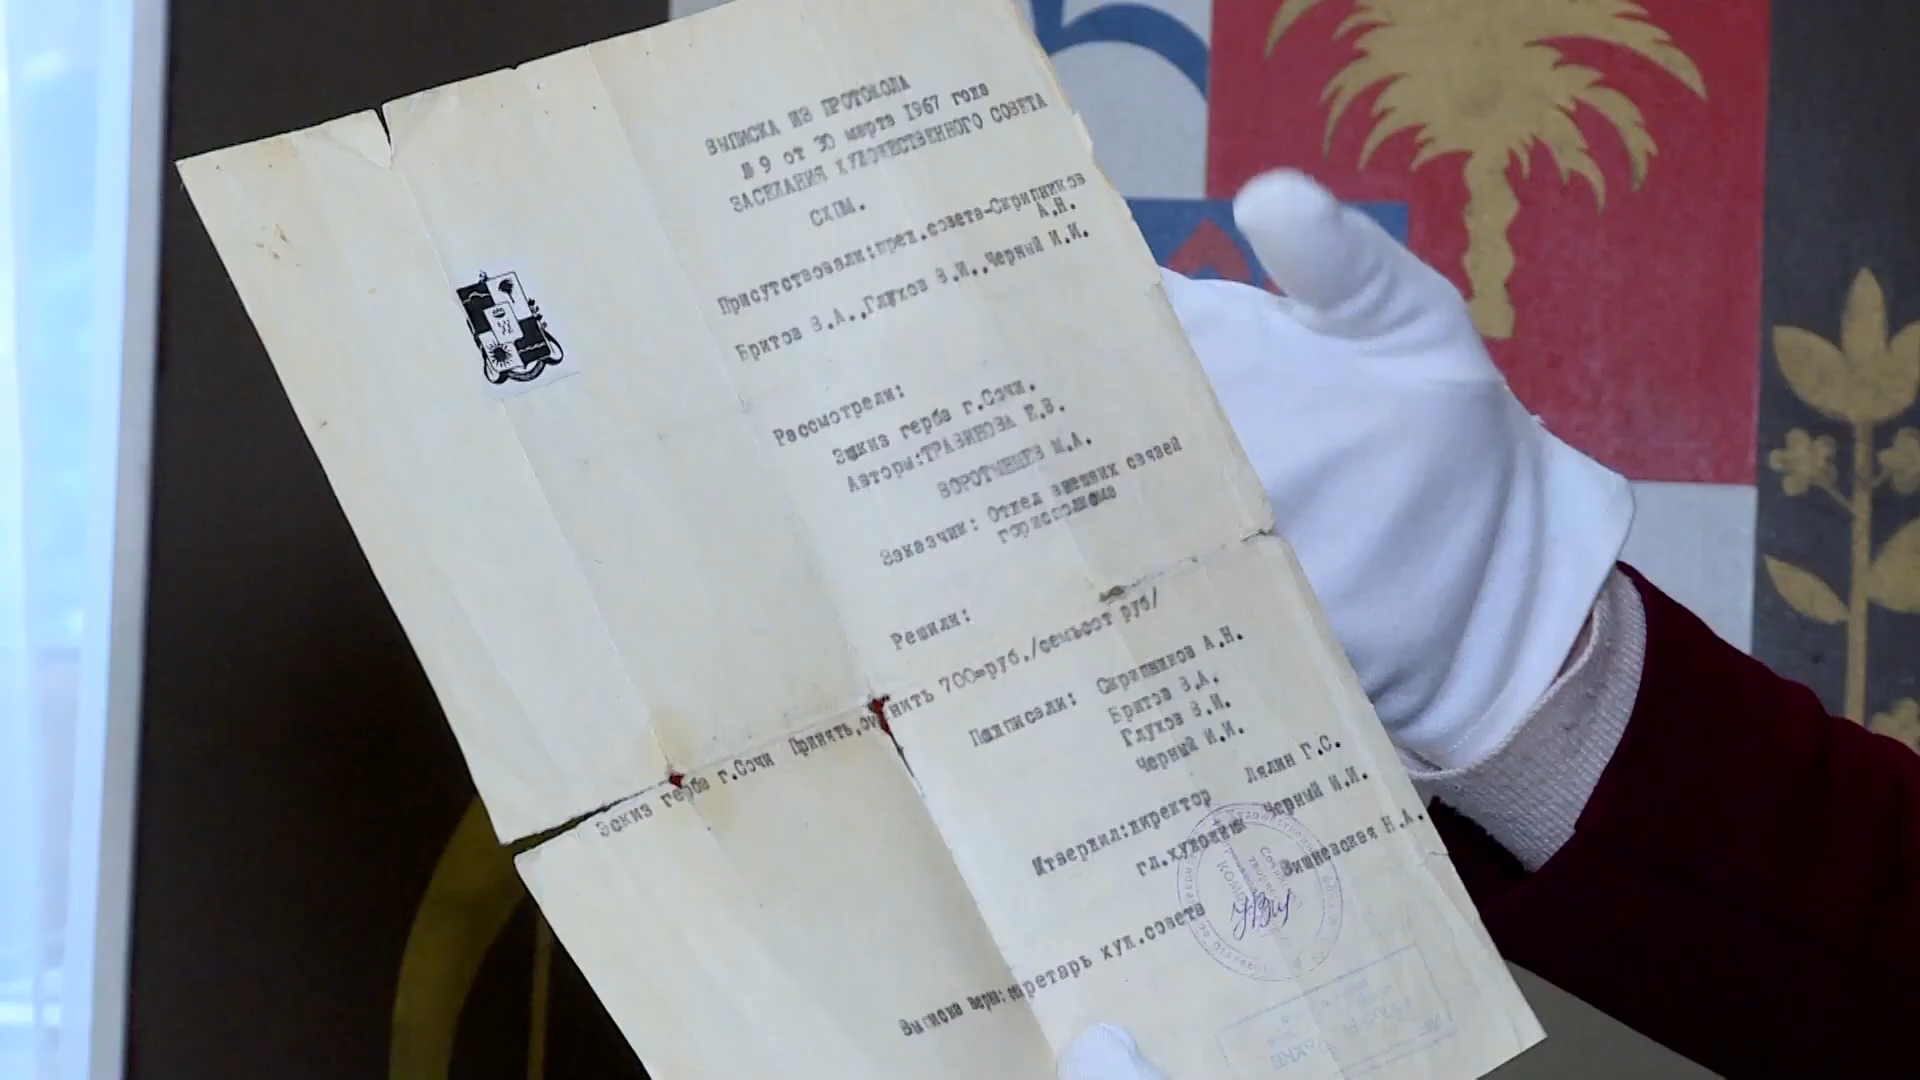 ВЫПИСКА ИЗ ПРОТОКОЛА
№ 9 от 30 марта 1967 года
ЗАСЕДАНИЯ ХУДОЖЕСТВЕННОГО СОВЕТА
СХПМ.
Присутствовали:пред.совета-Скрипников
А.Н.
Бритов В.А.,Глухов В.И.,Черный И.И.
Рассмотрели:
Эскиз герба г.Сочи.
Авторы:ТРАВИНОВА Е.В.
ВОРОТЫНЦЕВ М.А.
Заказчик: Отдел внешних связей
горисполкома
Решили:
Эскиз герба г.Сочи Принять,оценить 700=руб./семьсот руб/
Подписали: Скрипников А.Н.
Бритов В.А.
Глухов В.И.
Черный И.И.
Утвердил:директор Лялин Г.С.
гл.художник Черный И.И.
Выписка верна:секретарь худ.совета Вишневская Н.А.